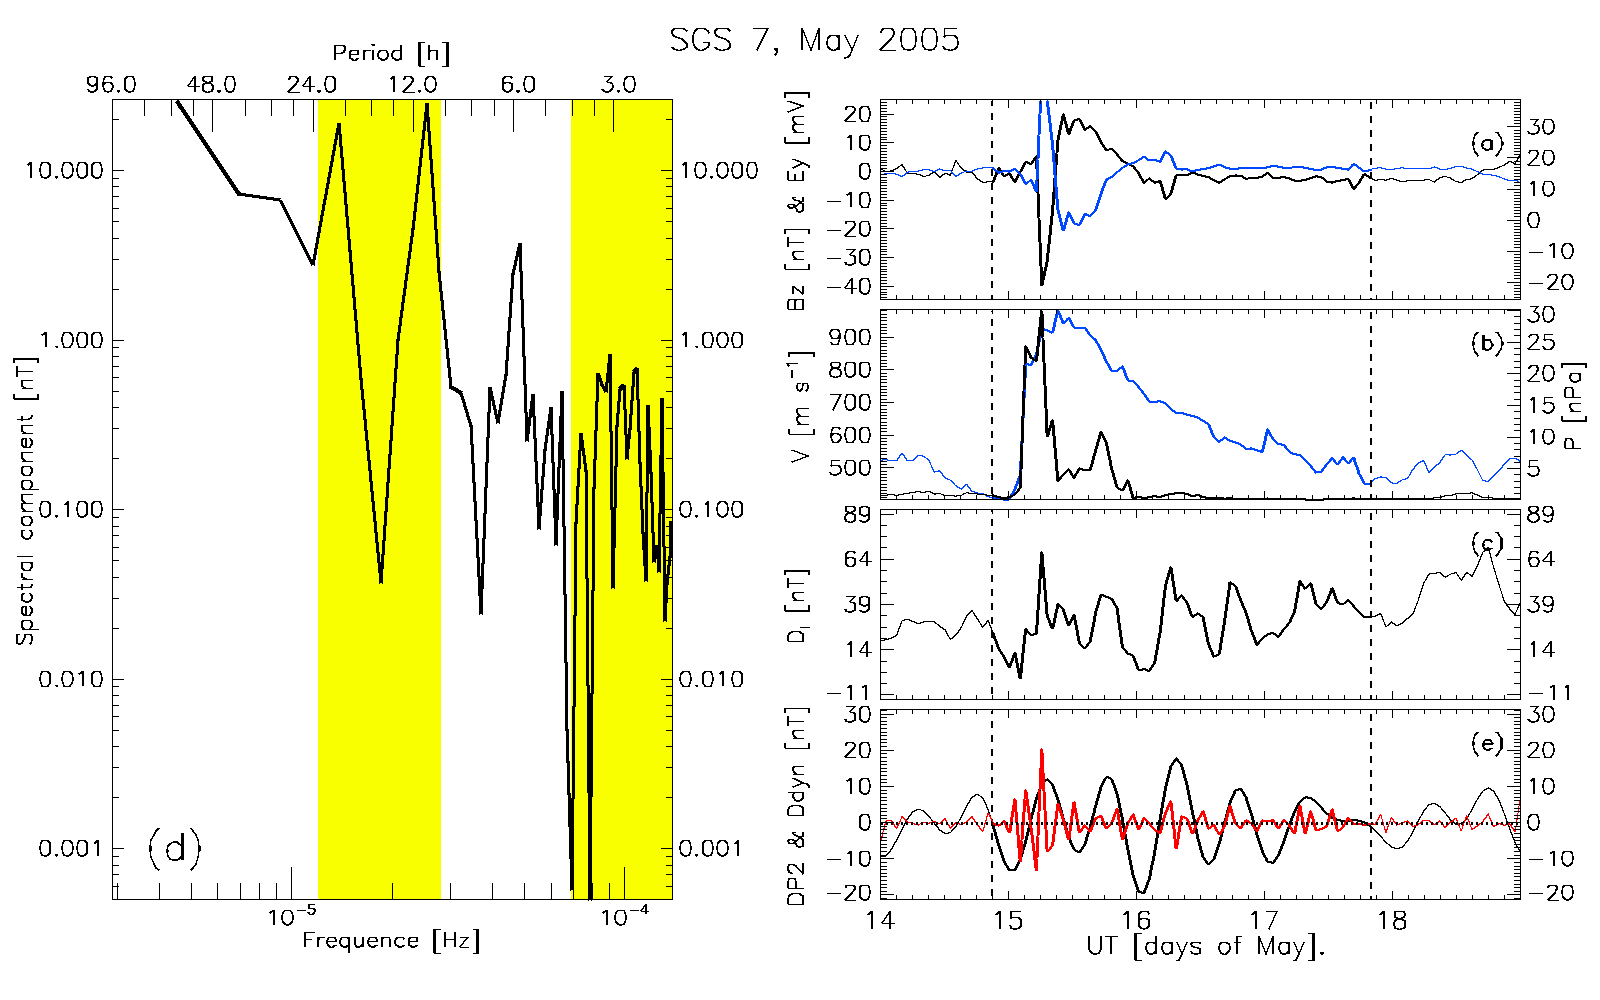 SGS 7, May 2005
Period [h]
96.0 48.0 24.0 12.0 6.0 3.0
10.000 10.000
1.000 1.000
0.100 0.100
0.010 0.010
0.001 0.001
Spectral component [nT]
(d)
10⁻⁵ 10⁻⁴
Frequence [Hz]
Bz [nT] & Ey [mV]
20 10 0 −10 −20 −30 −40
(a)
30 20 10 0 −10 −20
V [m s⁻¹]
900 800 700 600 500
(b)
30 25 20 15 10 5
P [nPa]
D_I [nT]
89 64 39 14 −11
(c)
89 64 39 14 −11
DP2 & Ddyn [nT]
30 20 10 0 −10 −20
(e)
30 20 10 0 −10 −20
14 15 16 17 18
UT [days of May].